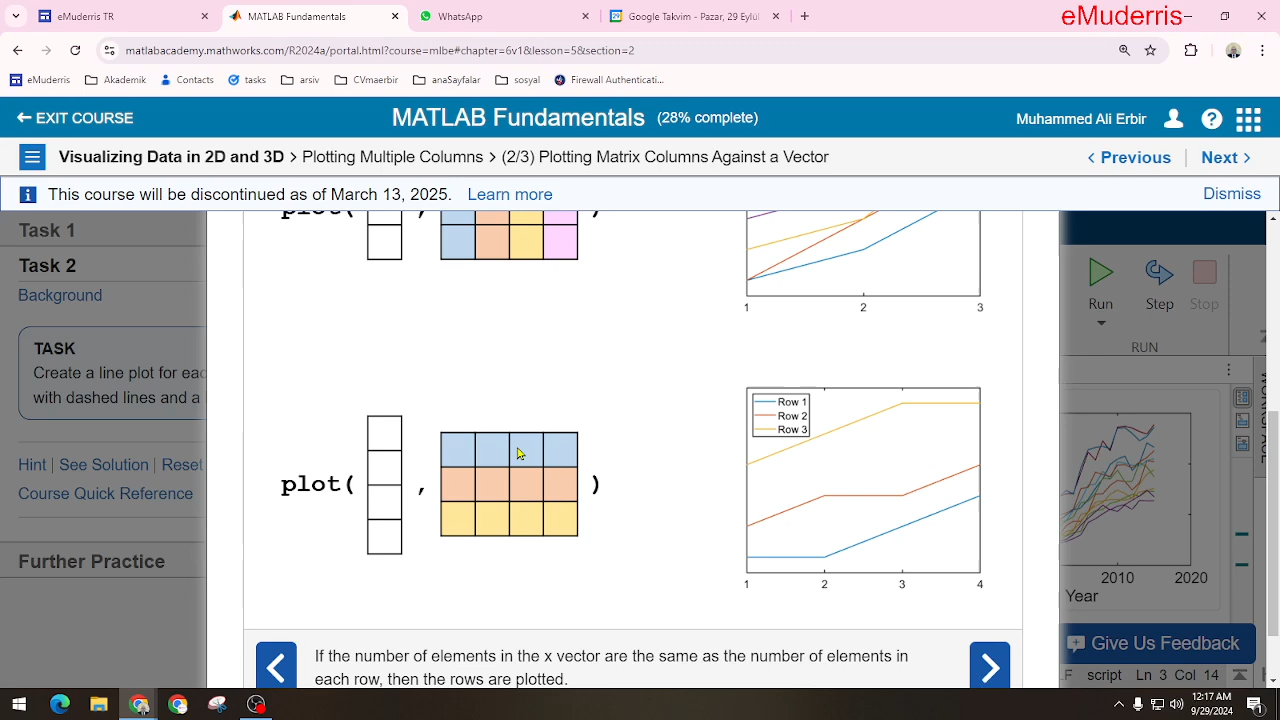 eMuderris TR
MATLAB Fundamentals
WhatsApp
Google Takvim - Pazar, 29 Eylül
eMuderris
matlabacademy.mathworks.com/R2024a/portal.html?course=mlbe#chapter=6v1&lesson=5&section=2
eMuderris
Akademik
Contacts
tasks
arsiv
CVmaerbir
anaSayfalar
sosyal
Firewall Authenticati...
EXIT COURSE
MATLAB Fundamentals (28% complete)
Muhammed Ali Erbir
Visualizing Data in 2D and 3D > Plotting Multiple Columns > (2/3) Plotting Matrix Columns Against a Vector
< Previous
Next >
This course will be discontinued as of March 13, 2025. Learn more
Dismiss
Task 1
Task 2
Background
TASK
Create a line plot for eac
with dashed lines and a
Hint | See Solution | Reset
Course Quick Reference
Further Practice
plot( , )
1 2 3
plot( , )
Row 1
Row 2
Row 3
1 2 3 4
If the number of elements in the x vector are the same as the number of elements in
each row, then the rows are plotted.
Run
Step
Stop
RUN
2010 2020
Year
Give Us Feedback
script Ln 3 Col 14
12:17 AM
9/29/2024